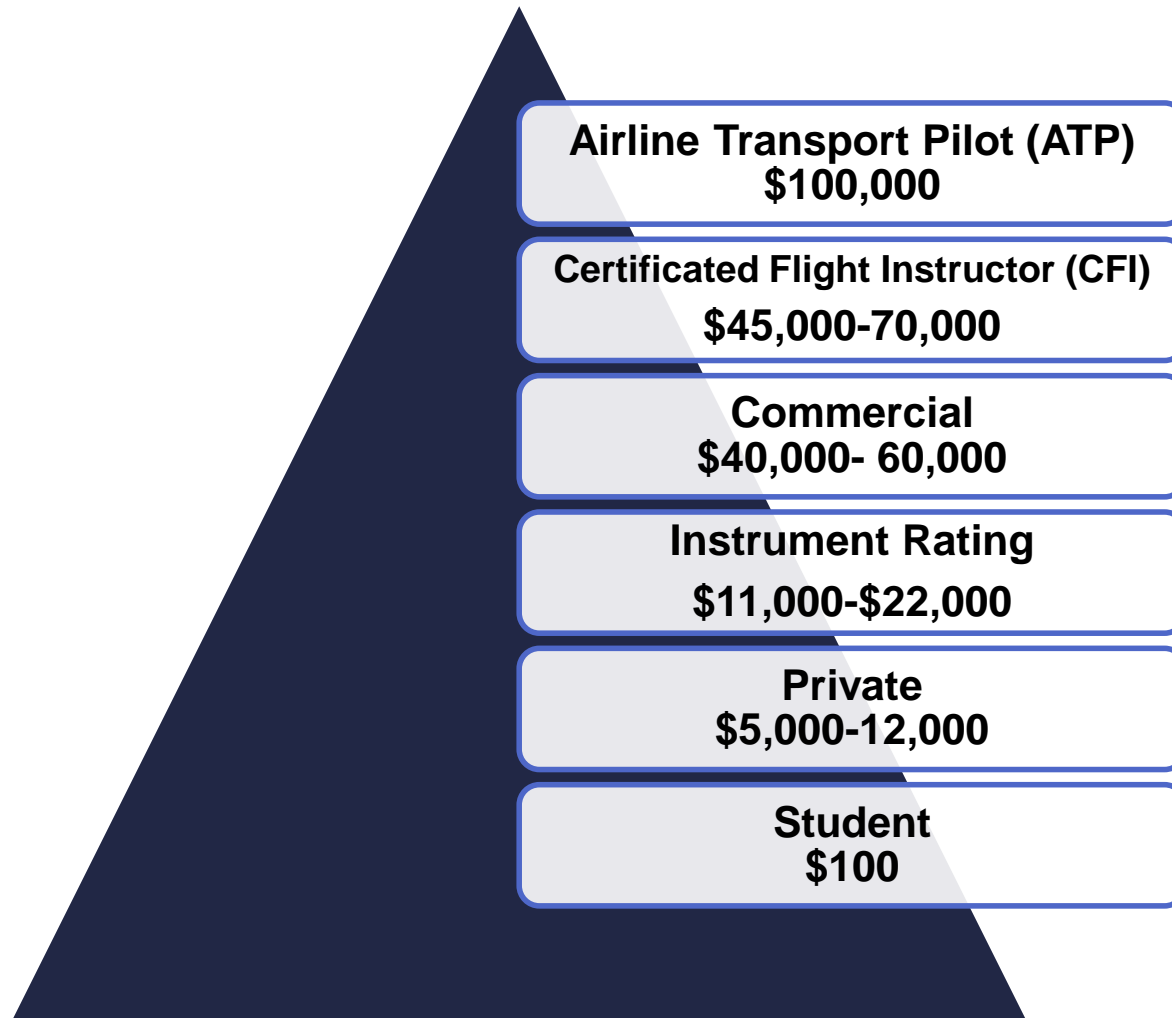 Airline Transport Pilot (ATP)
$100,000
Certificated Flight Instructor (CFI)
$45,000-70,000
Commercial
$40,000- 60,000
Instrument Rating
$11,000-$22,000
Private
$5,000-12,000
Student
$100